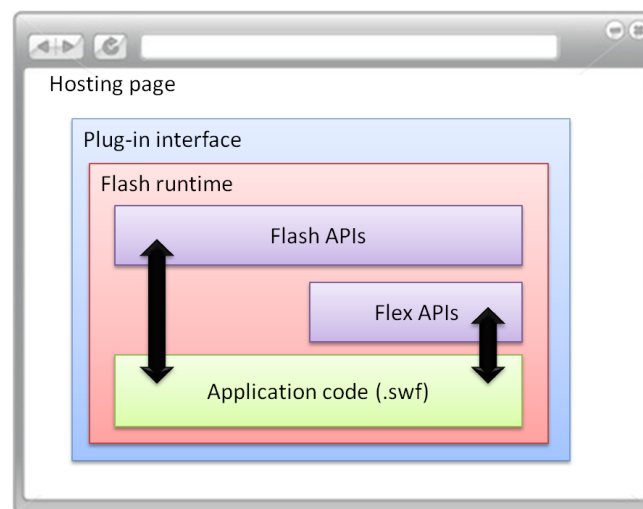 Hosting page
Plug-in interface
Flash runtime
Flash APIs
Flex APIs
Application code (.swf)